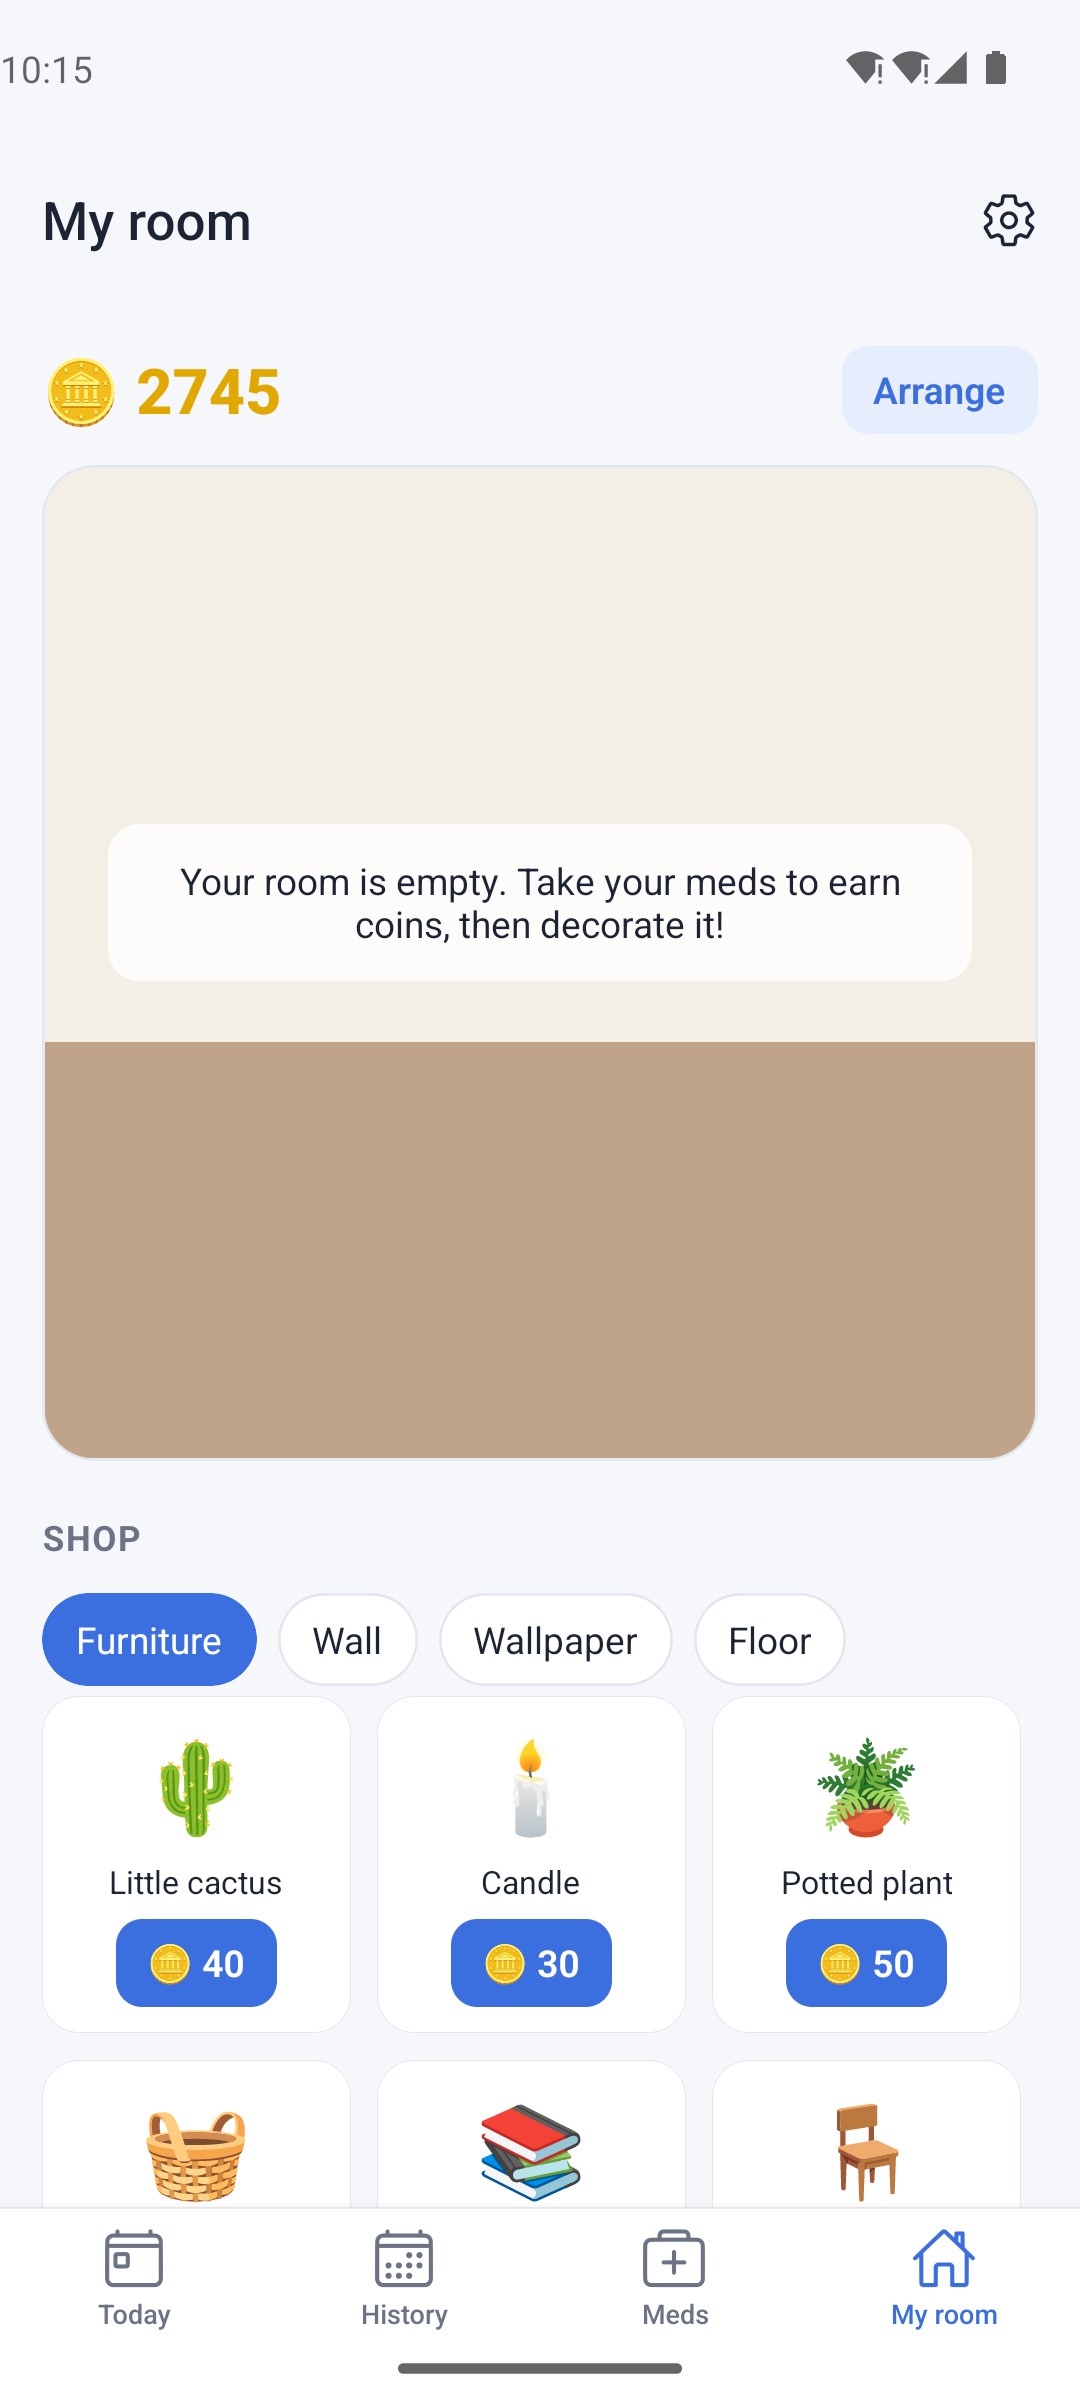 10:15
My room
2745
Arrange
Your room is empty. Take your meds to earn
coins, then decorate it!
SHOP
Furniture
Wall
Wallpaper
Floor
Little cactus
Candle
Potted plant
40
30
50
Today
History
Meds
My room